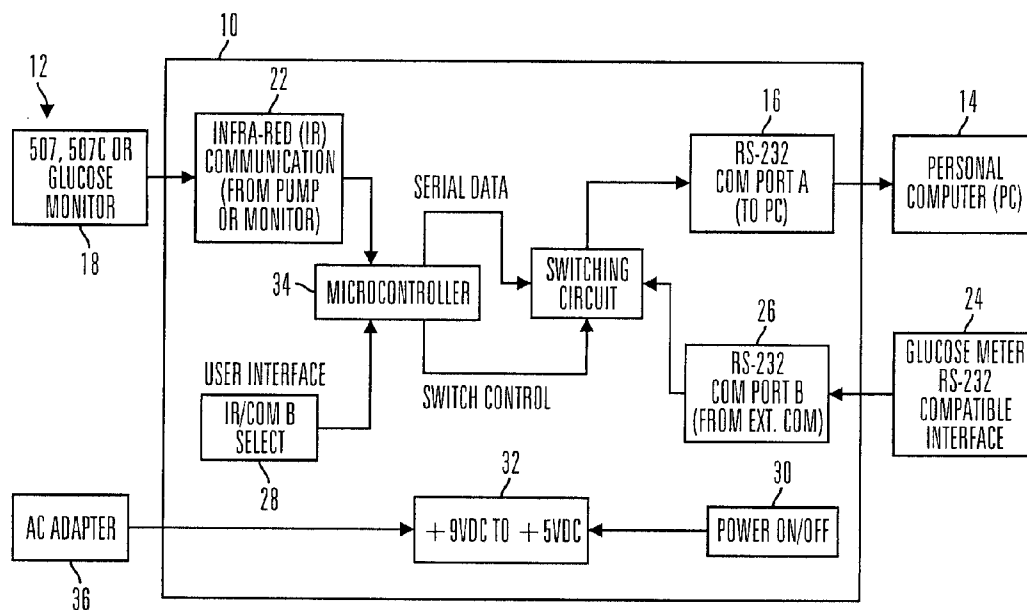 10
12
507, 507C OR
GLUCOSE
MONITOR
18
22
INFRA-RED (IR)
COMMUNICATION
(FROM PUMP
OR MONITOR)
SERIAL DATA
16
RS-232
COM PORT A
(TO PC)
14
PERSONAL
COMPUTER (PC)
34
MICROCONTROLLER
SWITCHING
CIRCUIT
USER INTERFACE
IR/COM B
SELECT
28
SWITCH CONTROL
26
RS-232
COM PORT B
(FROM EXT. COM)
24
GLUCOSE METER
RS-232
COMPATIBLE
INTERFACE
AC ADAPTER
36
32
+9VDC TO +5VDC
30
POWER ON/OFF